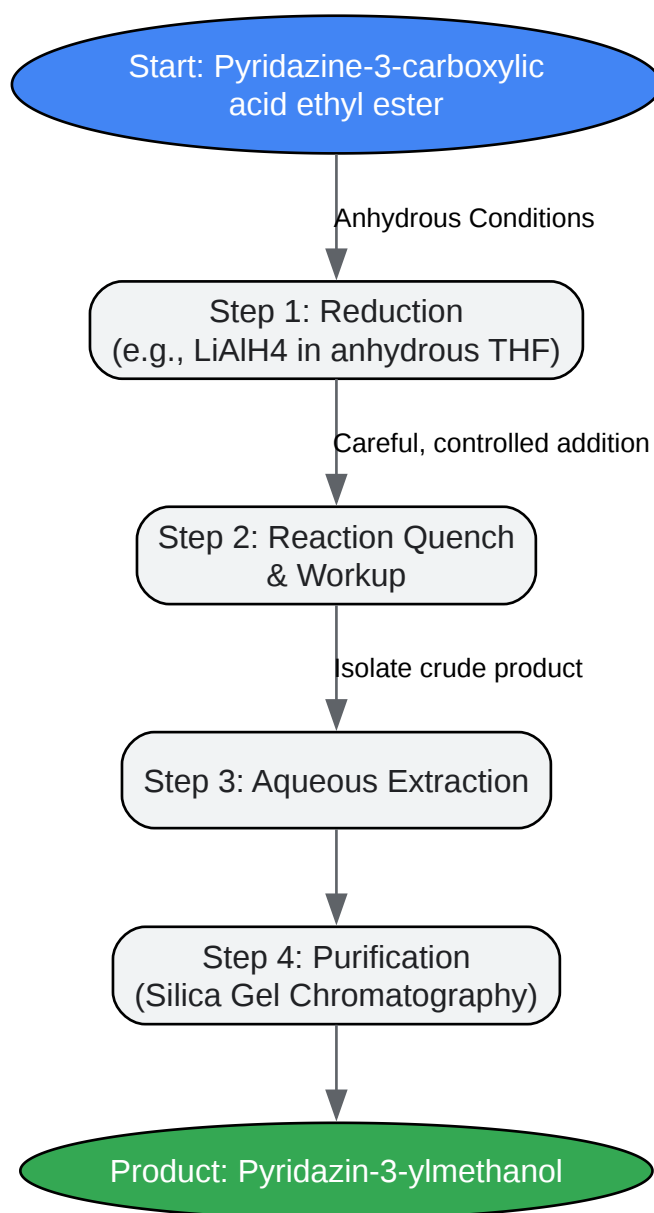 Start: Pyridazine-3-carboxylic
acid ethyl ester
Anhydrous Conditions
Step 1: Reduction
(e.g., LiAlH4 in anhydrous THF)
Careful, controlled addition
Step 2: Reaction Quench
& Workup
Isolate crude product
Step 3: Aqueous Extraction
Step 4: Purification
(Silica Gel Chromatography)
Product: Pyridazin-3-ylmethanol